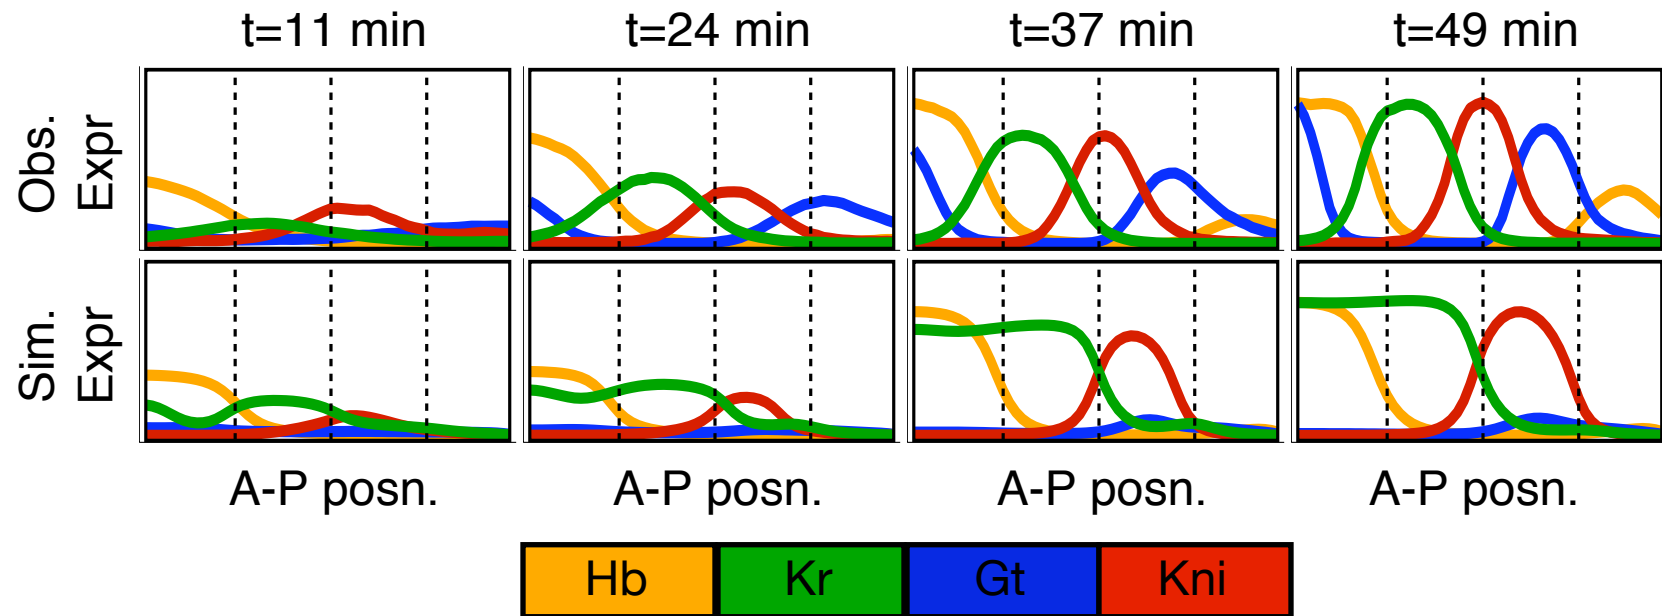 t=11 min t=24 min t=37 min t=49 min
Obs.
Expr
Sim.
Expr
A-P posn. A-P posn. A-P posn. A-P posn.
Hb Kr Gt Kni